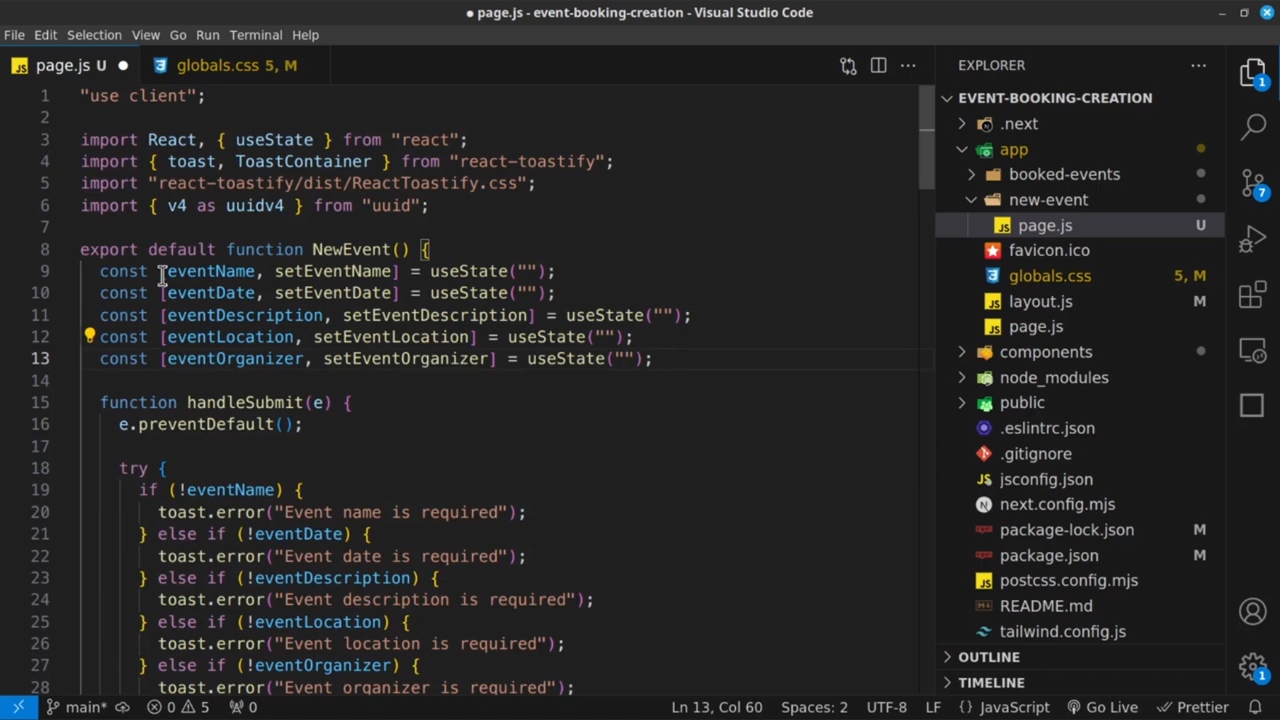 ● page.js - event-booking-creation - Visual Studio Code
File Edit Selection View Go Run Terminal Help
JS page.js U ●
globals.css 5, M
1 "use client";
2
3 import React, { useState } from "react";
4 import { toast, ToastContainer } from "react-toastify";
5 import "react-toastify/dist/ReactToastify.css";
6 import { v4 as uuidv4 } from "uuid";
7
8 export default function NewEvent() {
9 const [eventName, setEventName] = useState("");
10 const [eventDate, setEventDate] = useState("");
11 const [eventDescription, setEventDescription] = useState("");
12 const [eventLocation, setEventLocation] = useState("");
13 const [eventOrganizer, setEventOrganizer] = useState("");
14
15 function handleSubmit(e) {
16 e.preventDefault();
17
18 try {
19 if (!eventName) {
20 toast.error("Event name is required");
21 } else if (!eventDate) {
22 toast.error("Event date is required");
23 } else if (!eventDescription) {
24 toast.error("Event description is required");
25 } else if (!eventLocation) {
26 toast.error("Event location is required");
27 } else if (!eventOrganizer) {
28 toast.error("Event organizer is required");
EXPLORER
EVENT-BOOKING-CREATION
.next
app
booked-events
new-event
JS page.js U
favicon.ico
globals.css 5, M
layout.js M
page.js
components
node_modules
public
.eslintrc.json
.gitignore
JS jsconfig.json
next.config.mjs
package-lock.json M
package.json M
JS postcss.config.mjs
README.md
tailwind.config.js
OUTLINE
TIMELINE
1
7
1
main* 0 5 0
Ln 13, Col 60 Spaces: 2 UTF-8 LF {} JavaScript Go Live Prettier